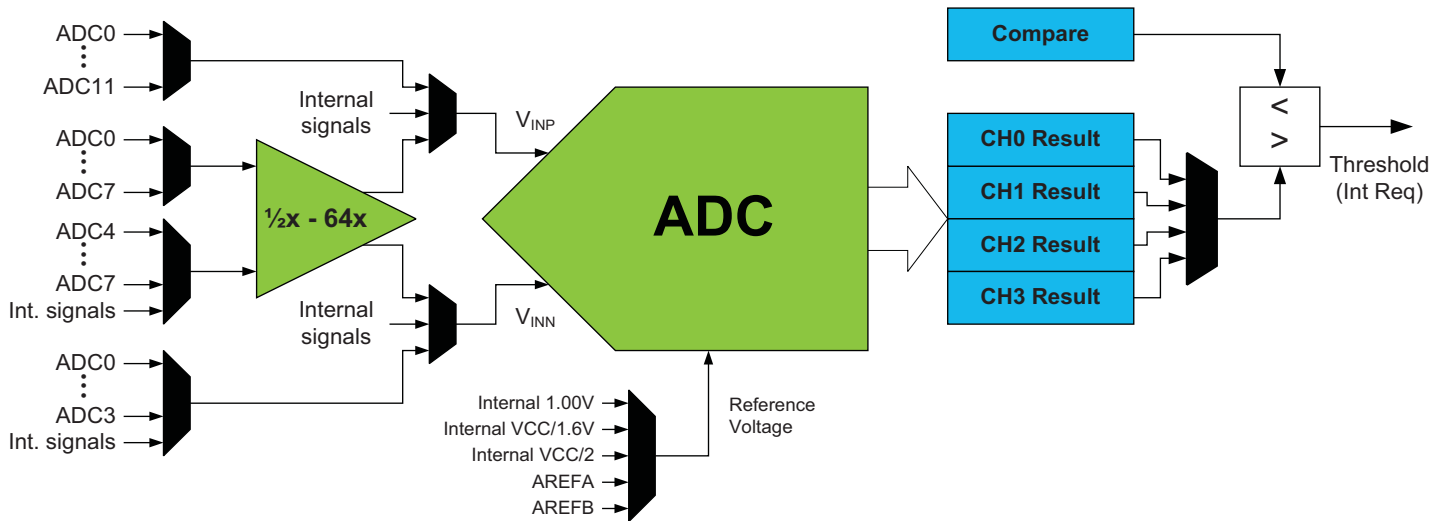 ADC0
ADC11
Internal
signals
ADC0
ADC7
½x - 64x
ADC4
ADC7
Int. signals
Internal
signals
ADC0
ADC3
Int. signals
VINP
VINN
ADC
Internal 1.00V
Internal VCC/1.6V
Internal VCC/2
AREFA
AREFB
Reference
Voltage
Compare
CH0 Result
CH1 Result
CH2 Result
CH3 Result
<
>
Threshold
(Int Req)